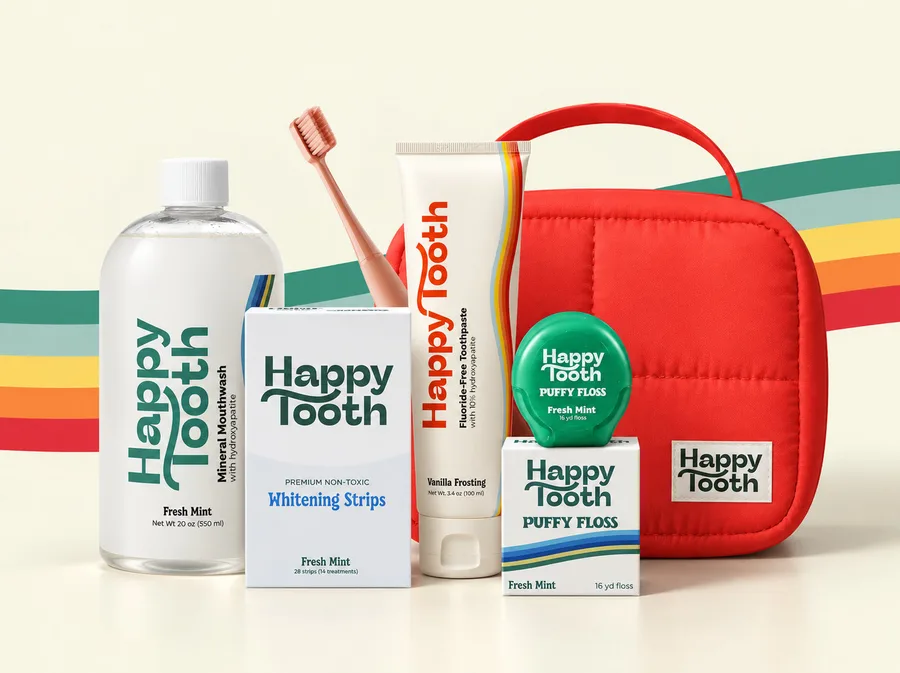 Happy
Tooth
Mineral Mouthwash
with hydroxyapatite
Fresh Mint
Net Wt 20 oz (550 ml)
Happy
Tooth
PREMIUM NON-TOXIC
Whitening Strips
Fresh Mint
28 strips (14 treatments)
Happy Tooth
Fluoride-Free Toothpaste
with 10% hydroxyapatite
Vanilla Frosting
Net Wt. 3.4 oz (100 ml)
Happy
Tooth
PUFFY FLOSS
Fresh Mint
16 yd floss
Happy
Tooth
PUFFY FLOSS
Fresh Mint
16 yd floss
Happy
Tooth